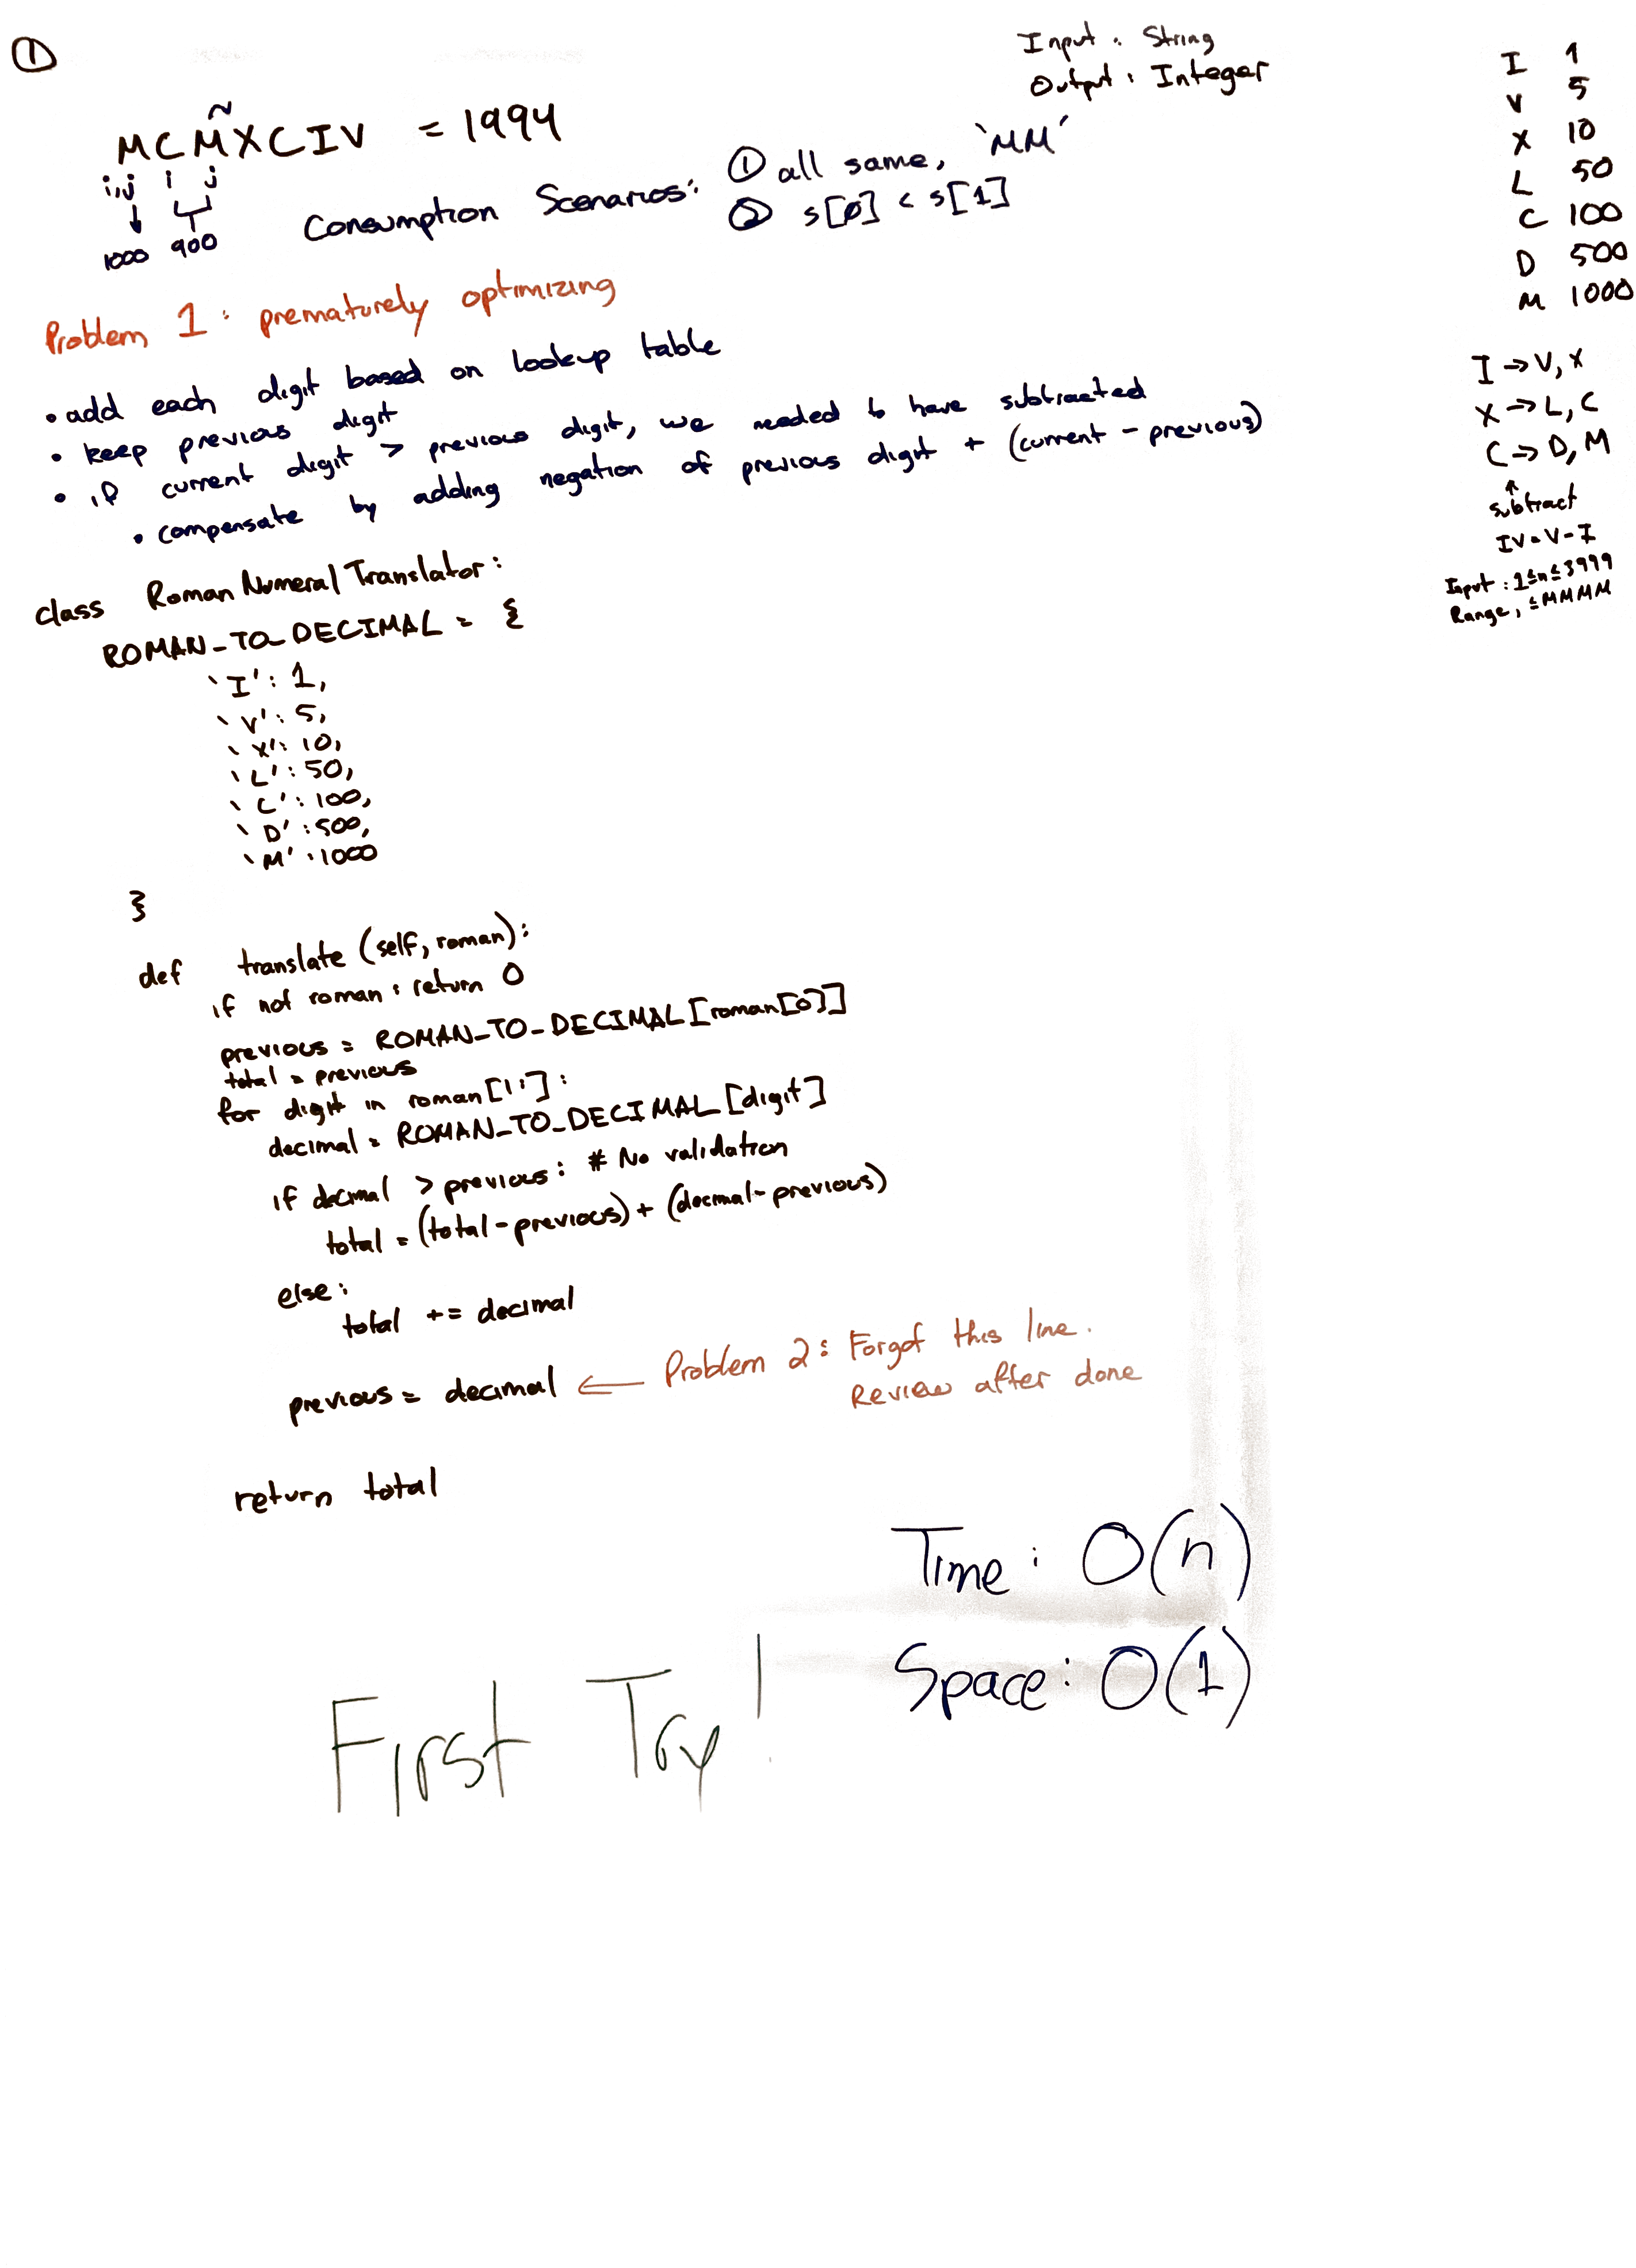 ①
Input: String
Output: Integer
MCMXCIV = 1994
i,j i j
1000 900
Consumption Scenarios: ① all same, `MM'
② s[0] < s[1]
I 1
V 5
X 10
L 50
C 100
D 500
M 1000
I → V, X
X → L, C
C → D, M
↑
subtract
IV = V - I
Input: 1≤n≤3999
Range, ≤MMMM
Problem 1: prematurely optimizing
• add each digit based on lookup table
• keep previous digit
• if current digit > previous digit, we needed to have subtracted
• compensate by adding negation of previous digit + (current - previous)
class RomanNumeralTranslator:
ROMAN_TO_DECIMAL = {
`I': 1,
`V': 5,
`X': 10,
`L': 50,
`C': 100,
`D': 500,
`M': 1000
}
def translate (self, roman):
if not roman: return 0
previous = ROMAN_TO_DECIMAL[roman[0]]
total = previous
for digit in roman[1:]:
decimal = ROMAN_TO_DECIMAL[digit]
if decimal > previous: # No validation
total = (total - previous) + (decimal - previous)
else:
total += decimal
previous = decimal ← Problem 2: Forgot this line.
Review after done
return total
Time: O(n)
Space: O(1)
First Try!